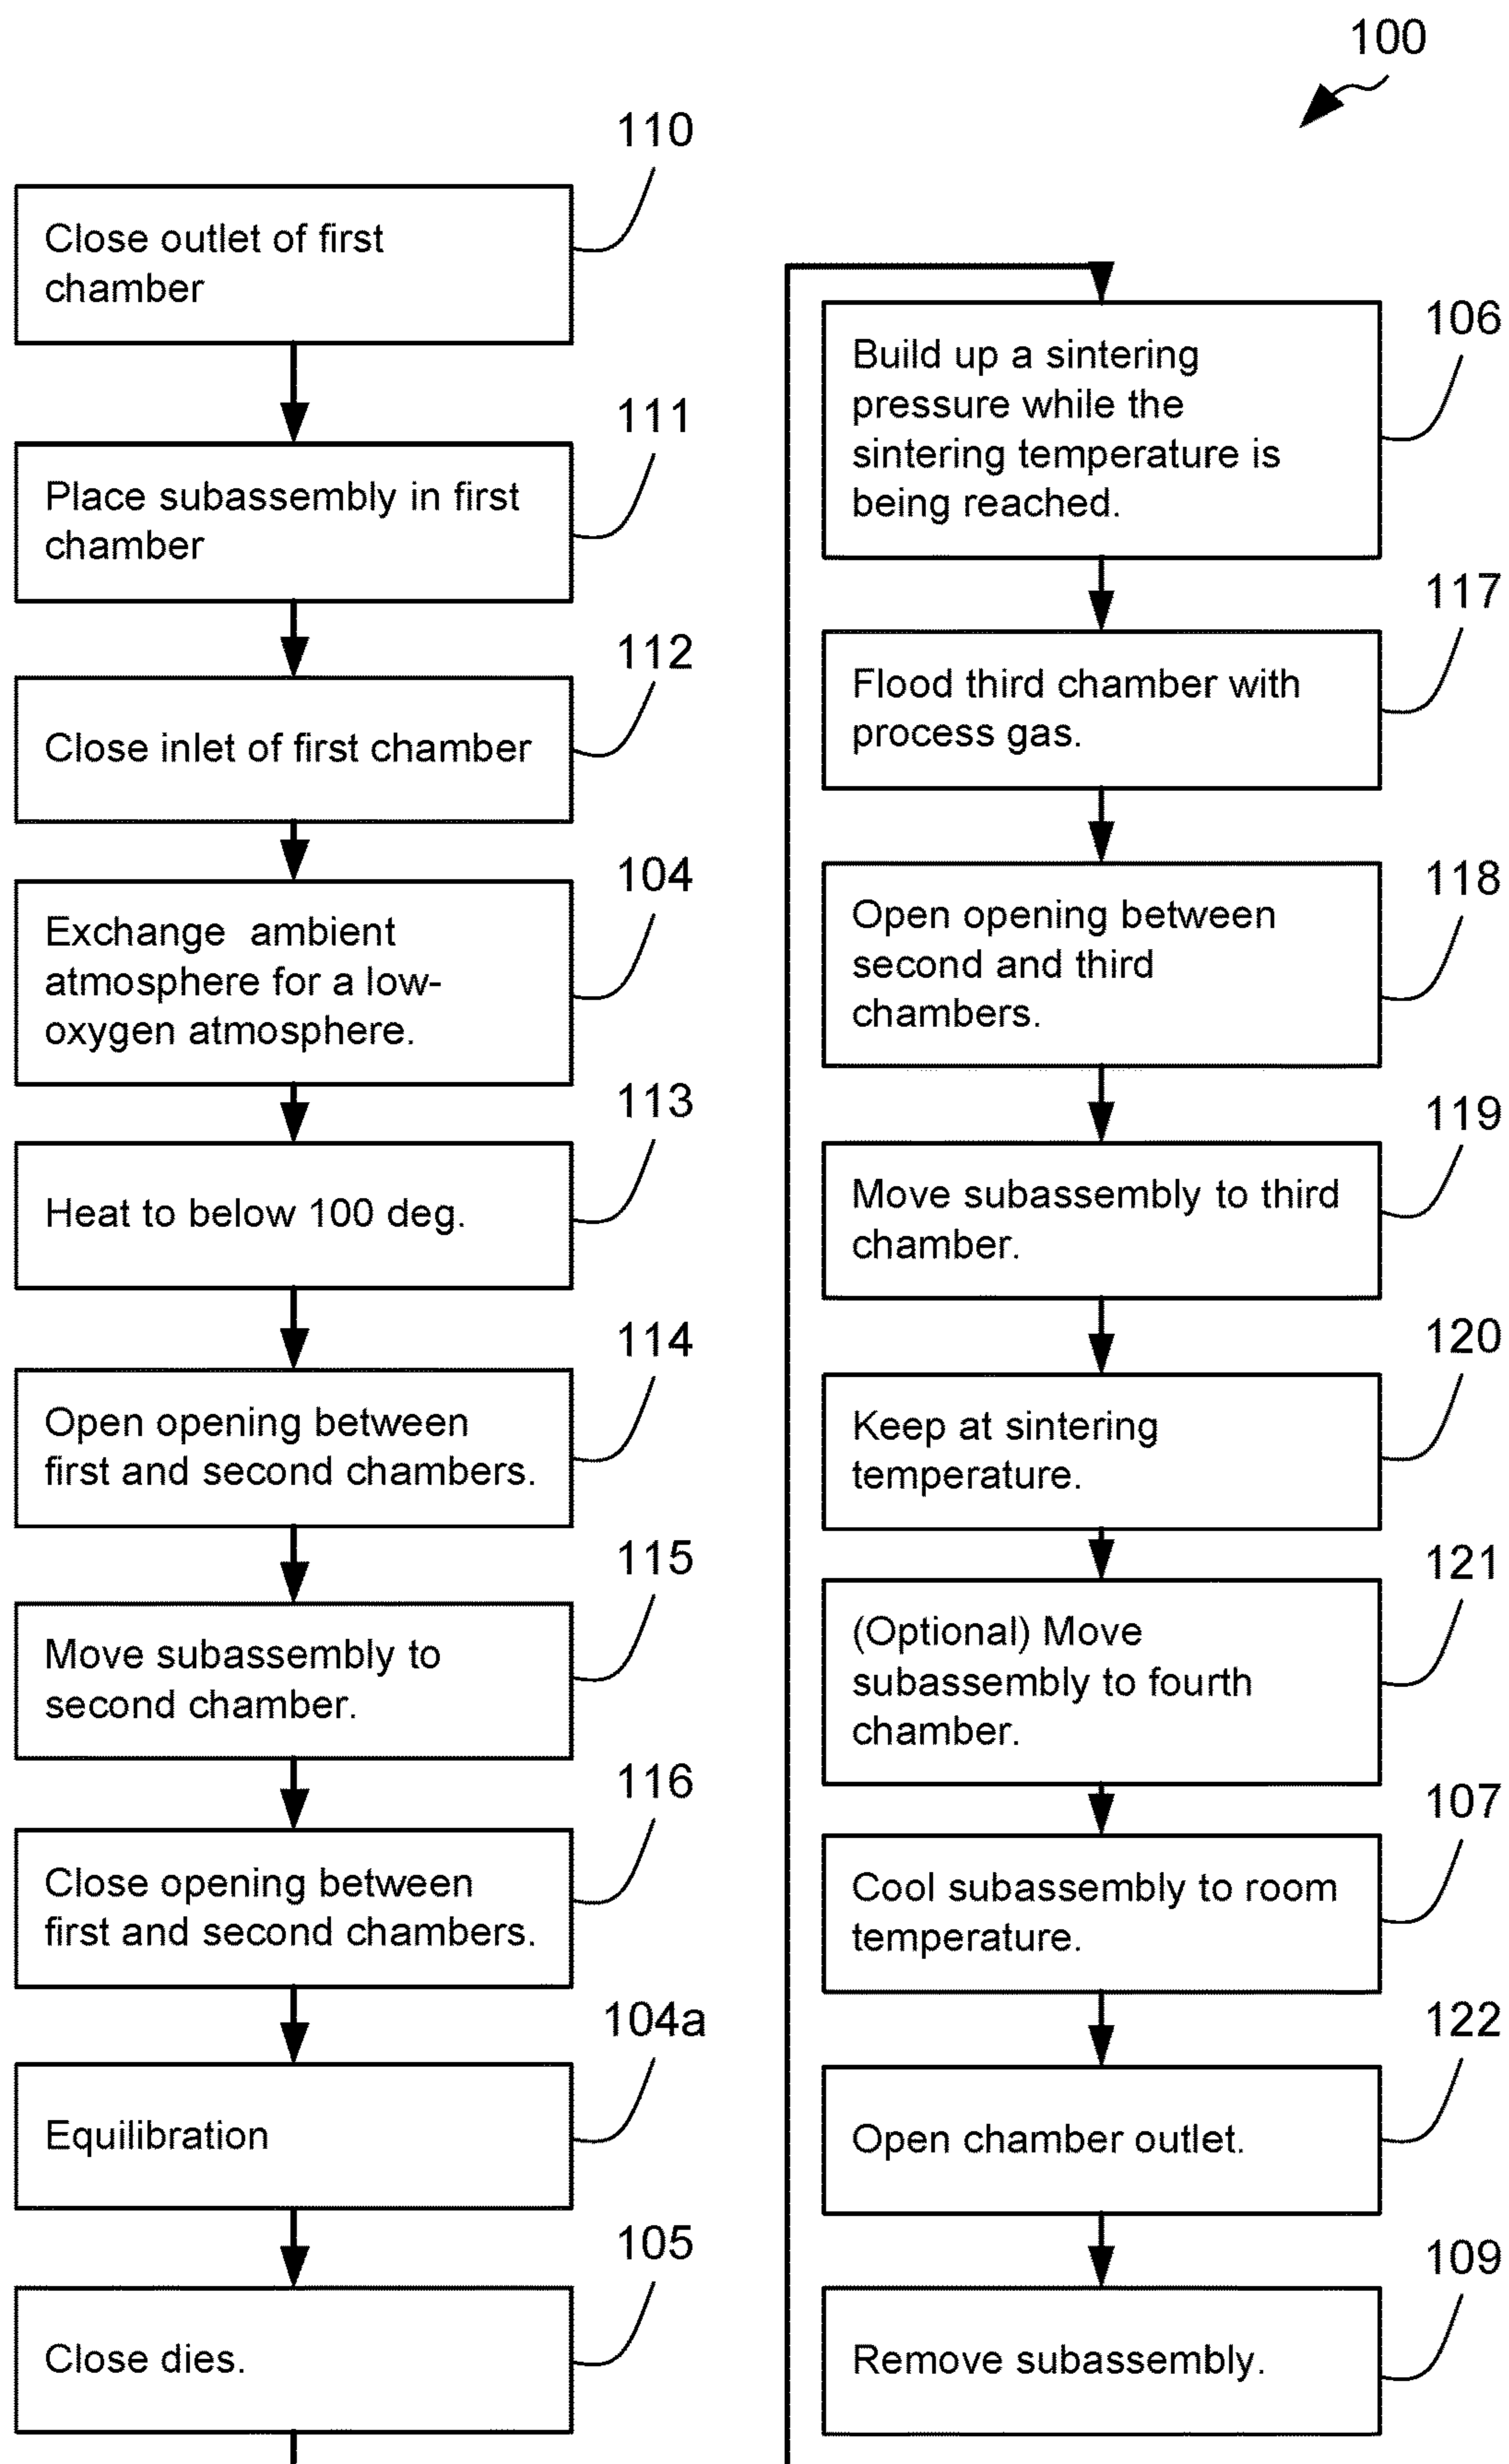 100
110
Close outlet of first
chamber
111
Place subassembly in first
chamber
112
Close inlet of first chamber
104
Exchange ambient
atmosphere for a low-
oxygen atmosphere.
113
Heat to below 100 deg.
114
Open opening between
first and second chambers.
115
Move subassembly to
second chamber.
116
Close opening between
first and second chambers.
104a
Equilibration
105
Close dies.
106
Build up a sintering
pressure while the
sintering temperature is
being reached.
117
Flood third chamber with
process gas.
118
Open opening between
second and third
chambers.
119
Move subassembly to third
chamber.
120
Keep at sintering
temperature.
121
(Optional) Move
subassembly to fourth
chamber.
107
Cool subassembly to room
temperature.
122
Open chamber outlet.
109
Remove subassembly.